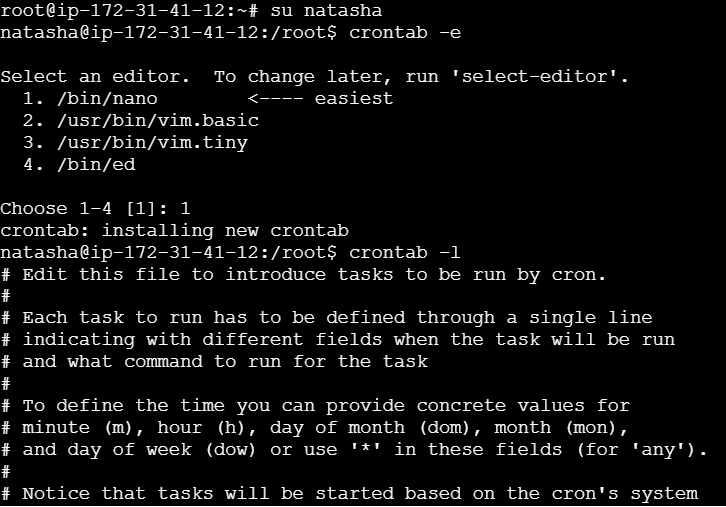 root@ip-172-31-41-12:~# su natasha
natasha@ip-172-31-41-12:/root$ crontab -e

Select an editor.  To change later, run 'select-editor'.
  1. /bin/nano        <---- easiest
  2. /usr/bin/vim.basic
  3. /usr/bin/vim.tiny
  4. /bin/ed

Choose 1-4 [1]: 1
crontab: installing new crontab
natasha@ip-172-31-41-12:/root$ crontab -l
# Edit this file to introduce tasks to be run by cron.
#
# Each task to run has to be defined through a single line
# indicating with different fields when the task will be run
# and what command to run for the task
#
# To define the time you can provide concrete values for
# minute (m), hour (h), day of month (dom), month (mon),
# and day of week (dow) or use '*' in these fields (for 'any').
#
# Notice that tasks will be started based on the cron's system